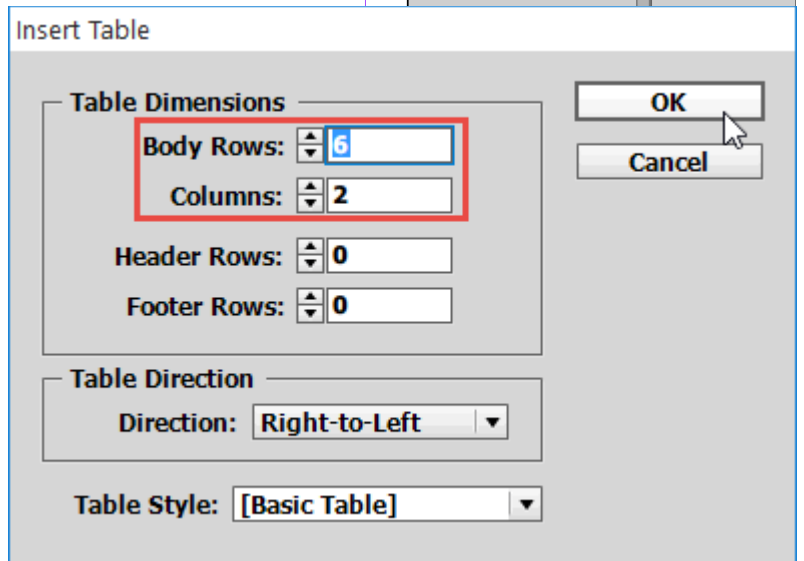 Insert Table
Table Dimensions
Body Rows: 6
Columns: 2
Header Rows: 0
Footer Rows: 0
OK
Cancel
Table Direction
Direction: Right-to-Left
Table Style: [Basic Table]